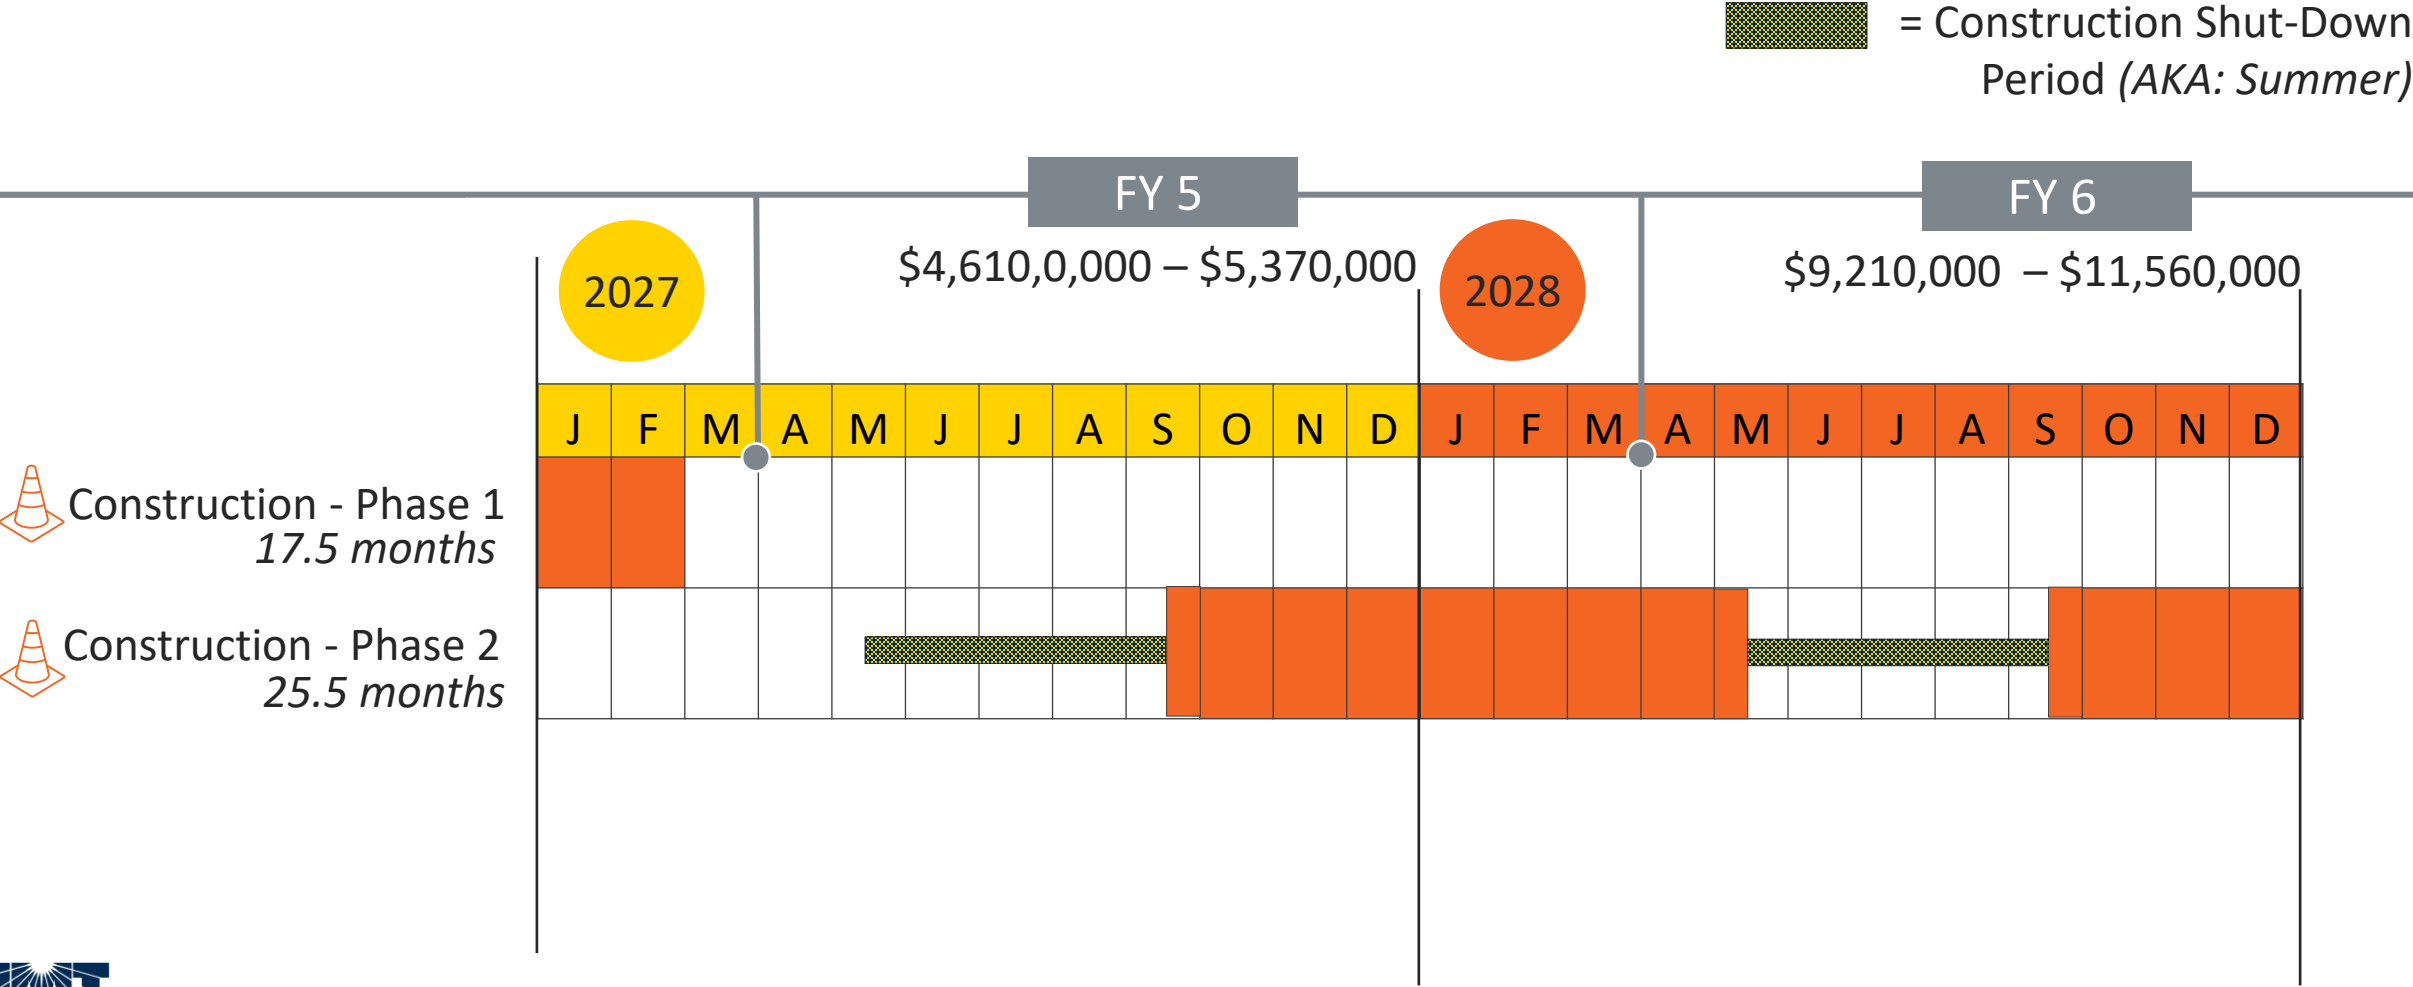 = Construction Shut-Down
Period (AKA: Summer)
FY 5
FY 6
2027
$4,610,0,000 – $5,370,000
2028
$9,210,000 – $11,560,000
J F M A M J J A S O N D J F M A M J J A S O N D
Construction - Phase 1
17.5 months
Construction - Phase 2
25.5 months